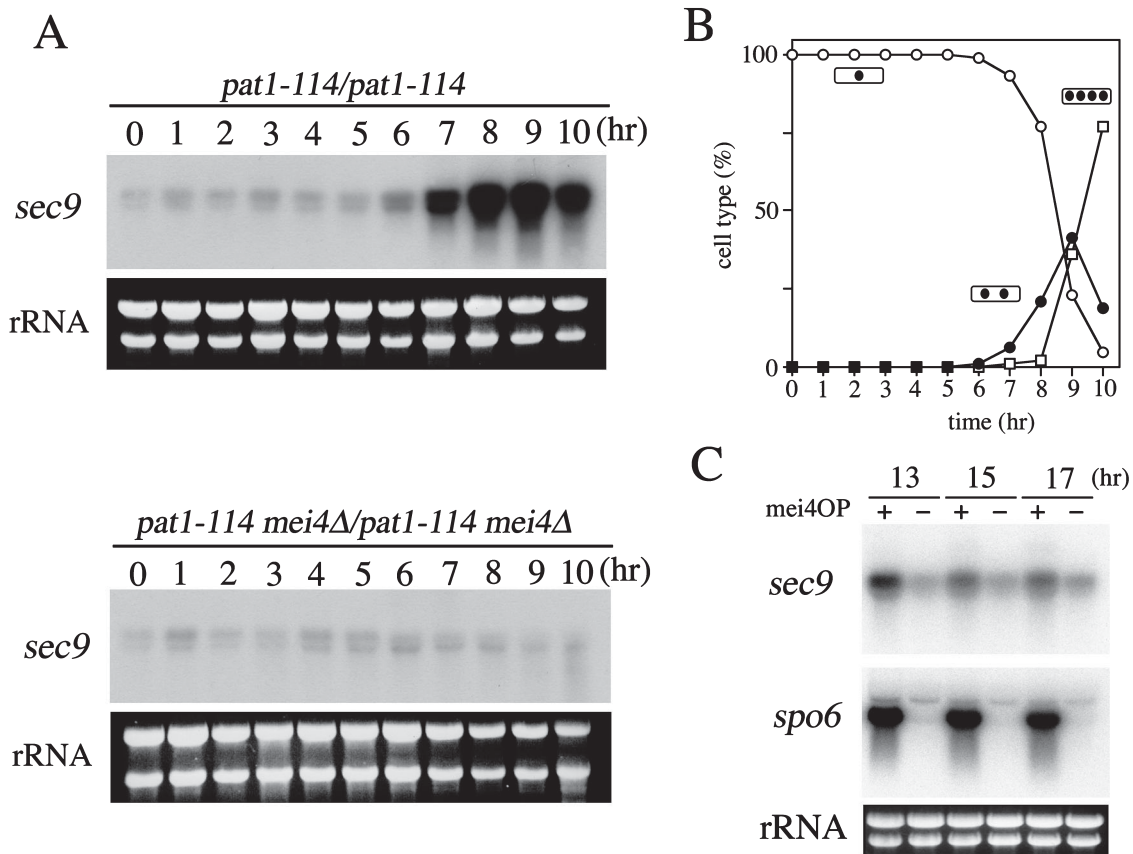 A
pat1-114/pat1-114
0 1 2 3 4 5 6 7 8 9 10 (hr)
sec9
rRNA
pat1-114 mei4Δ/pat1-114 mei4Δ
0 1 2 3 4 5 6 7 8 9 10 (hr)
sec9
rRNA
B
100
50
0
cell type (%)
0 1 2 3 4 5 6 7 8 9 10
time (hr)
C
13 15 17 (hr)
mei4OP + − + − + −
sec9
spo6
rRNA